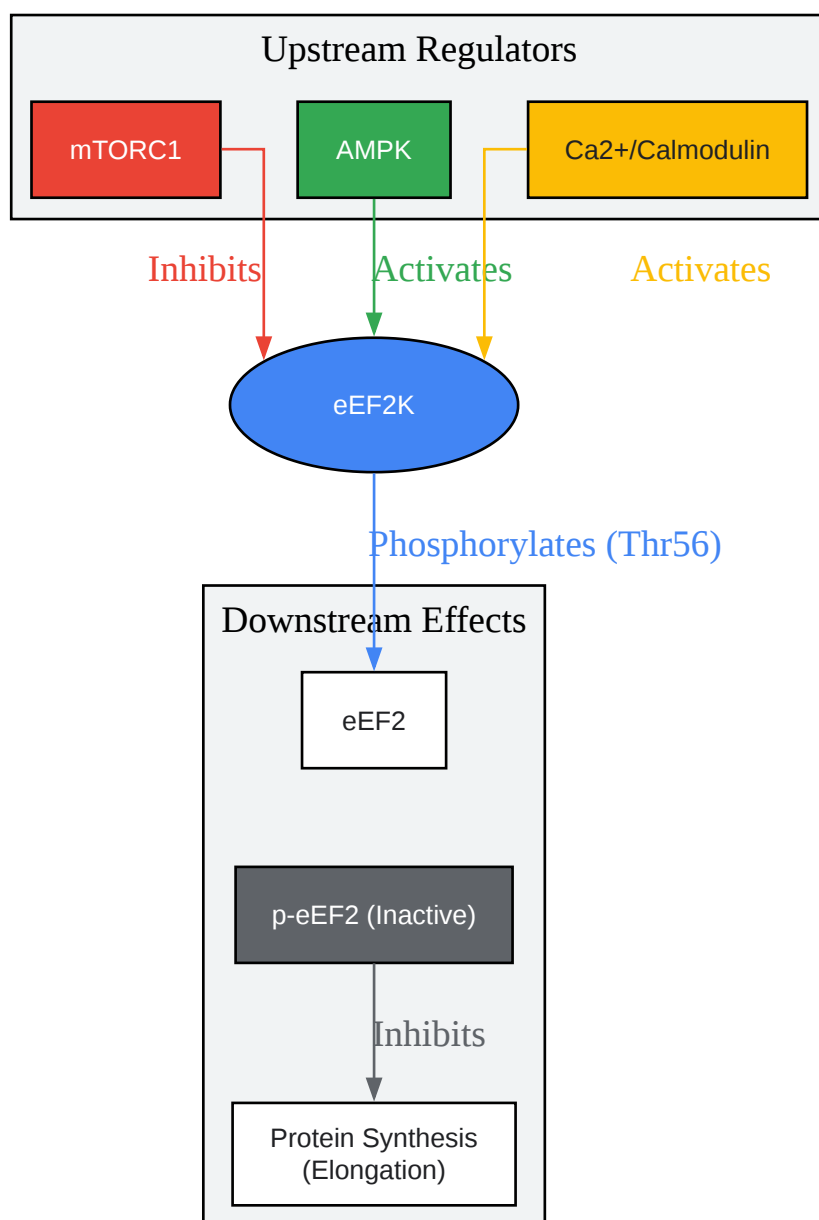 Upstream Regulators
mTORC1
AMPK
Ca2+/Calmodulin
Inhibits
Activates
Activates
eEF2K
Phosphorylates (Thr56)
Downstream Effects
eEF2
p-eEF2 (Inactive)
Inhibits
Protein Synthesis
(Elongation)